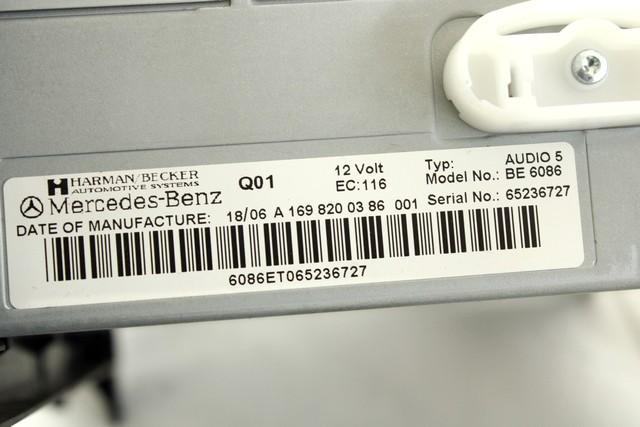 HARMAN/BECKER
AUTOMOTIVE SYSTEMS
Mercedes-Benz
Q01
12 Volt
EC:116
Typ: AUDIO 5
Model No.: BE 6086
Serial No.: 65236727
DATE OF MANUFACTURE: 18/06 A 169 820 03 86 001
6086ET065236727